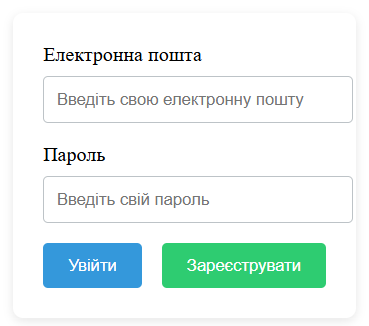 Електронна пошта
Введіть свою електронну пошту
Пароль
Введіть свій пароль
Увійти Зареєструвати